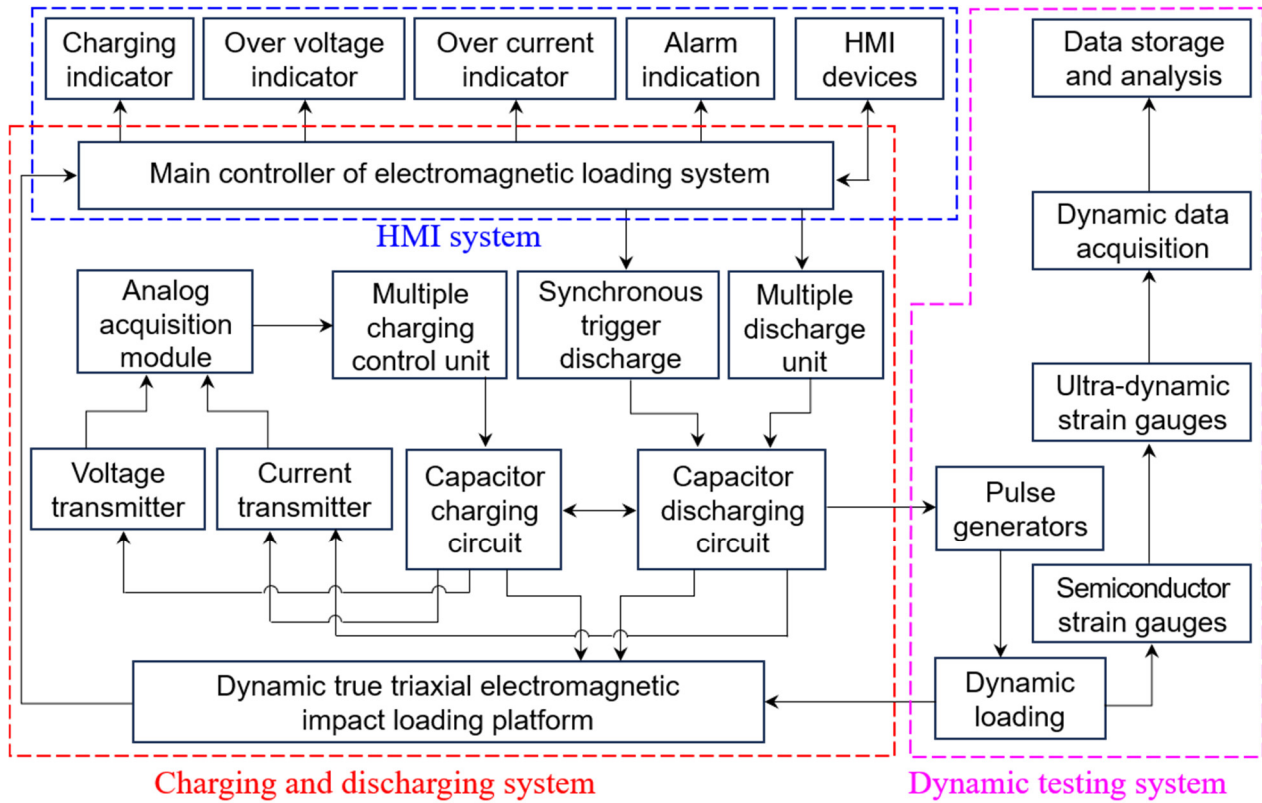 Charging
indicator
Over voltage
indicator
Over current
indicator
Alarm
indication
HMI
devices
Main controller of electromagnetic loading system
HMI system
Analog
acquisition
module
Multiple
charging
control unit
Synchronous
trigger
discharge
Multiple
discharge
unit
Voltage
transmitter
Current
transmitter
Capacitor
charging
circuit
Capacitor
discharging
circuit
Dynamic true triaxial electromagnetic
impact loading platform
Charging and discharging system
Data storage
and analysis
Dynamic data
acquisition
Ultra-dynamic
strain gauges
Pulse
generators
Semiconductor
strain gauges
Dynamic
loading
Dynamic testing system